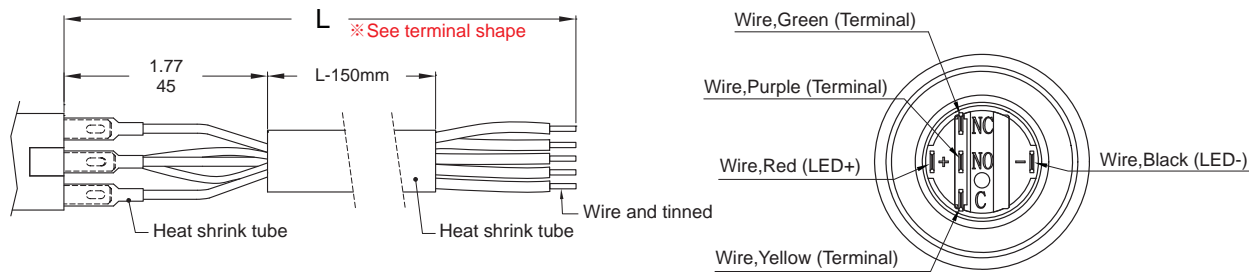 L
※See terminal shape
1.77
45
L-150mm
Heat shrink tube
Heat shrink tube
Wire and tinned
Wire,Green (Terminal)
Wire,Purple (Terminal)
Wire,Red (LED+)
NC
+ NO −
C
Wire,Black (LED-)
Wire,Yellow (Terminal)